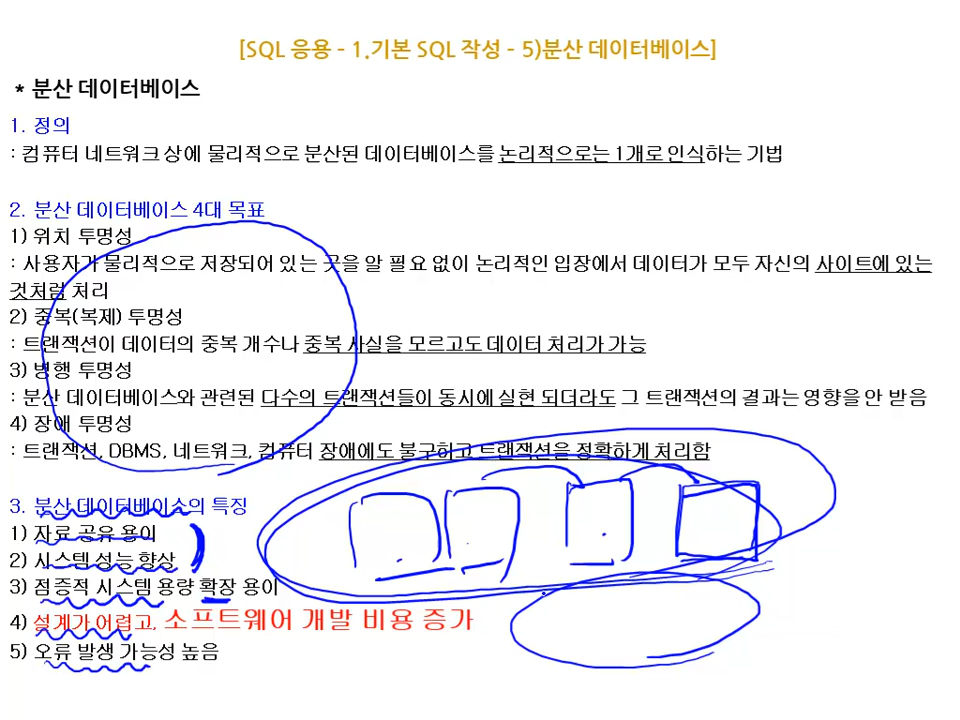 [SQL 응용 - 1.기본 SQL 작성 - 5)분산 데이터베이스]
* 분산 데이터베이스
1. 정의
: 컴퓨터 네트워크 상에 물리적으로 분산된 데이터베이스를 논리적으로는 1개로 인식하는 기법
2. 분산 데이터베이스 4대 목표
1) 위치 투명성
: 사용자가 물리적으로 저장되어 있는 곳을 알 필요 없이 논리적인 입장에서 데이터가 모두 자신의 사이트에 있는
것처럼 처리
2) 중복(복제) 투명성
: 트랜잭션이 데이터의 중복 개수나 중복 사실을 모르고도 데이터 처리가 가능
3) 병행 투명성
: 분산 데이터베이스와 관련된 다수의 트랜잭션들이 동시에 실현 되더라도 그 트랜잭션의 결과는 영향을 안 받음
4) 장애 투명성
: 트랜잭션, DBMS, 네트워크, 컴퓨터 장애에도 불구하고 트랜잭션을 정확하게 처리함
3. 분산 데이터베이스의 특징
1) 자료 공유 용이
2) 시스템 성능 향상
3) 점증적 시스템 용량 확장 용이
4) 설계가 어렵고, 소프트웨어 개발 비용 증가
5) 오류 발생 가능성 높음